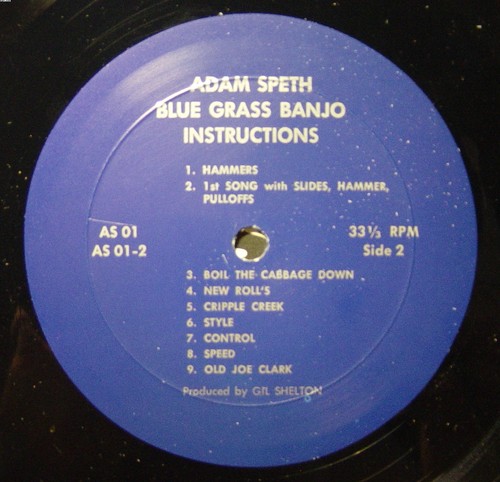 ADAM SPETH
BLUE GRASS BANJO
INSTRUCTIONS
1. HAMMERS
2. 1st SONG with SLIDES, HAMMER,
PULLOFFS
AS 01
AS 01-2
33 1/3 RPM
Side 2
3. BOIL THE CABBAGE DOWN
4. NEW ROLL'S
5. CRIPPLE CREEK
6. STYLE
7. CONTROL
8. SPEED
9. OLD JOE CLARK
Produced by GIL SHELTON